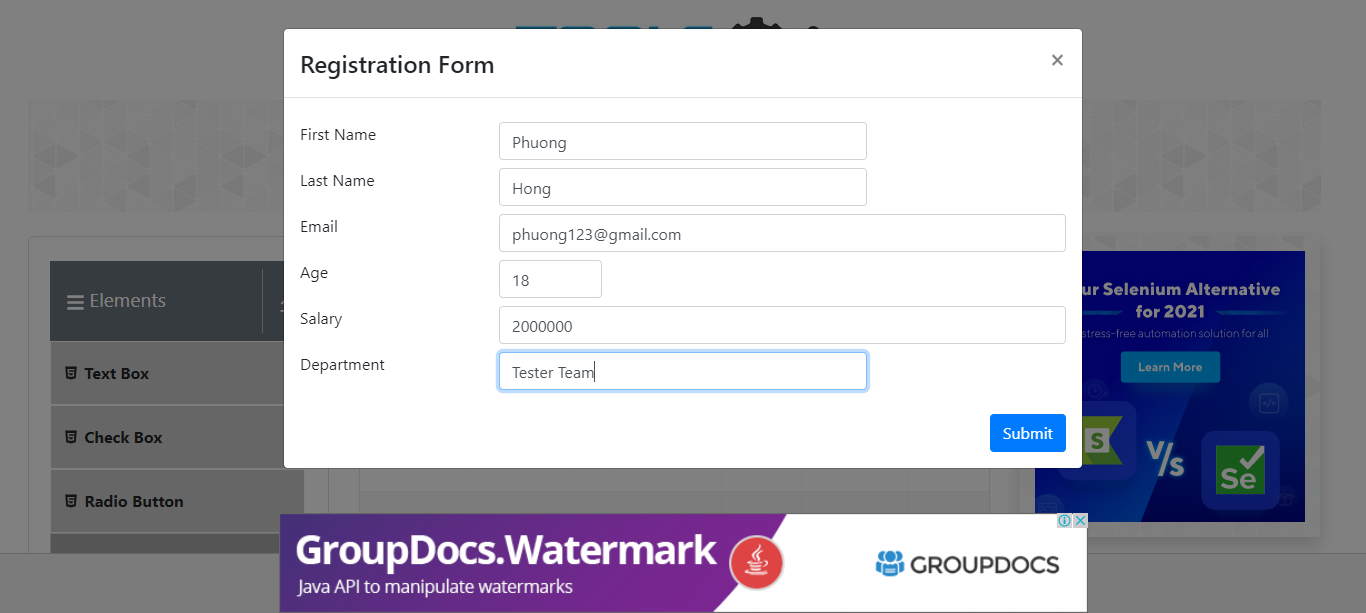 Registration Form
×
First Name
Phuong
Last Name
Hong
Email
phuong123@gmail.com
Age
18
Salary
2000000
Department
Tester Team
Submit
Elements
Text Box
Check Box
Radio Button
ur Selenium Alternative
for 2021
stress-free automation solution for all
Learn More
S
V/s
Se
GroupDocs.Watermark
Java API to manipulate watermarks
GROUPDOCS